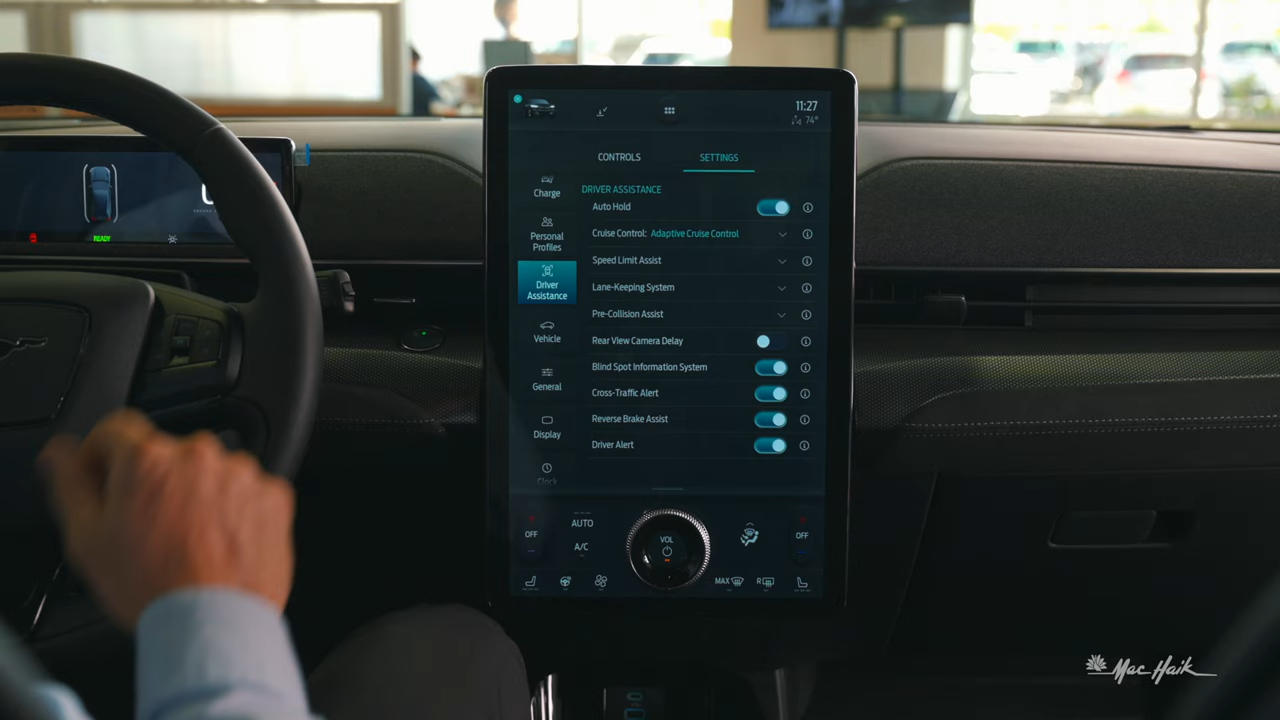 11:27
74°
CONTROLS
SETTINGS
Charge
Personal
Profiles
Driver
Assistance
Vehicle
General
Display
Clock
DRIVER ASSISTANCE
Auto Hold
Cruise Control: Adaptive Cruise Control
Speed Limit Assist
Lane-Keeping System
Pre-Collision Assist
Rear View Camera Delay
Blind Spot Information System
Cross-Traffic Alert
Reverse Brake Assist
Driver Alert
READY
OFF
AUTO
A/C
VOL
OFF
MAX
R
Mac Haik